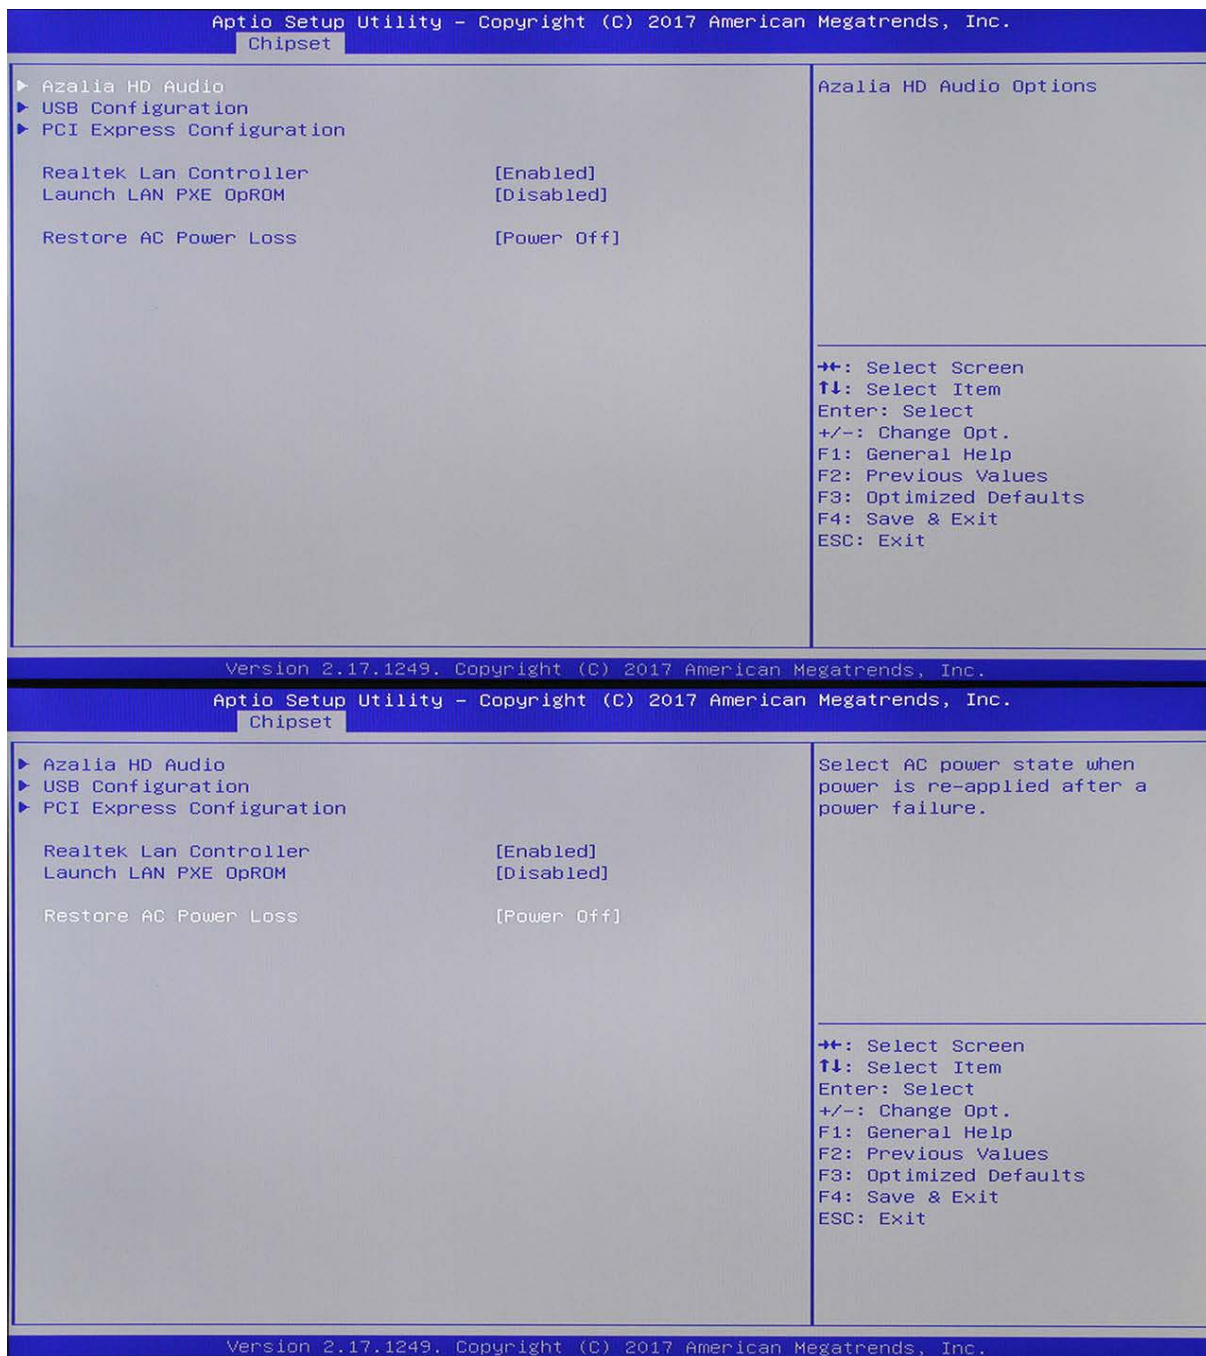 Aptio Setup Utility – Copyright (C) 2017 American Megatrends, Inc.
Chipset
▶ Azalia HD Audio
▶ USB Configuration
▶ PCI Express Configuration
Realtek Lan Controller [Enabled]
Launch LAN PXE OpROM [Disabled]
Restore AC Power Loss [Power Off]
Azalia HD Audio Options
→←: Select Screen
↑↓: Select Item
Enter: Select
+/-: Change Opt.
F1: General Help
F2: Previous Values
F3: Optimized Defaults
F4: Save & Exit
ESC: Exit
Version 2.17.1249. Copyright (C) 2017 American Megatrends, Inc.
Aptio Setup Utility – Copyright (C) 2017 American Megatrends, Inc.
Chipset
▶ Azalia HD Audio
▶ USB Configuration
▶ PCI Express Configuration
Realtek Lan Controller [Enabled]
Launch LAN PXE OpROM [Disabled]
Restore AC Power Loss [Power Off]
Select AC power state when
power is re-applied after a
power failure.
→←: Select Screen
↑↓: Select Item
Enter: Select
+/-: Change Opt.
F1: General Help
F2: Previous Values
F3: Optimized Defaults
F4: Save & Exit
ESC: Exit
Version 2.17.1249. Copyright (C) 2017 American Megatrends, Inc.